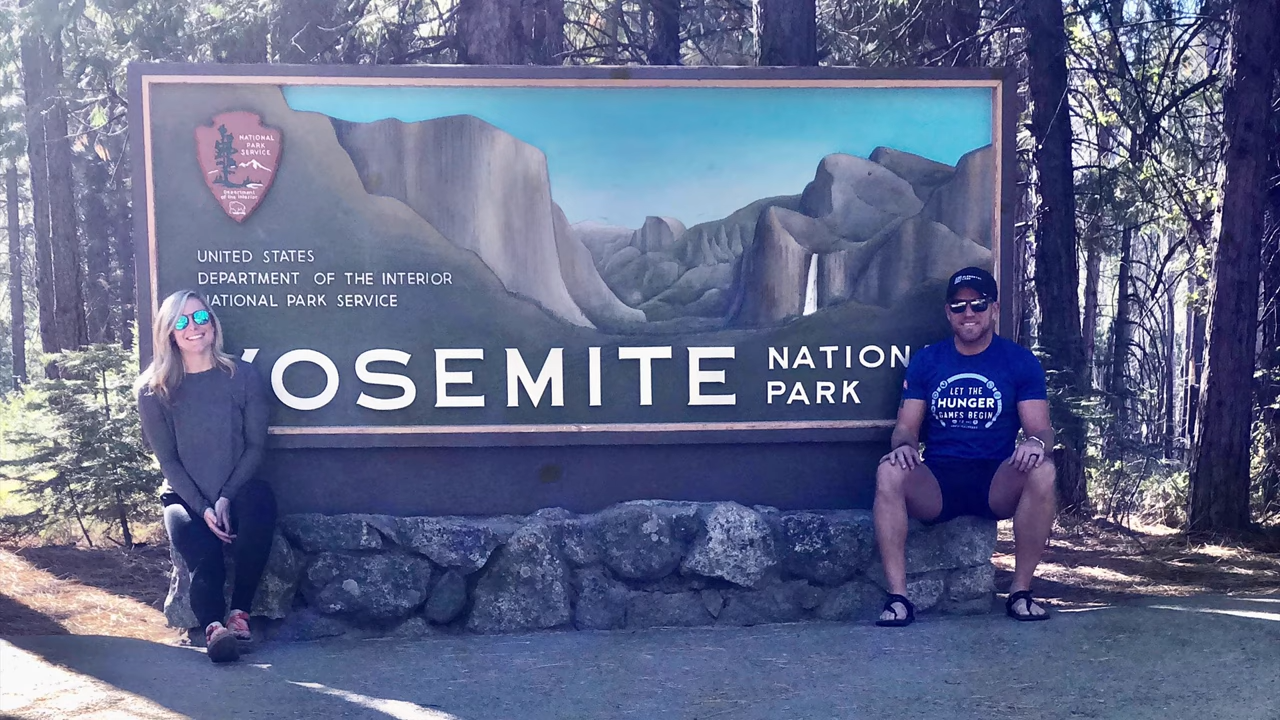 NATIONAL
PARK
SERVICE
Department
of the Interior
UNITED STATES
DEPARTMENT OF THE INTERIOR
NATIONAL PARK SERVICE
YOSEMITE
NATION
PARK
LET THE
HUNGER
GAMES BEGIN